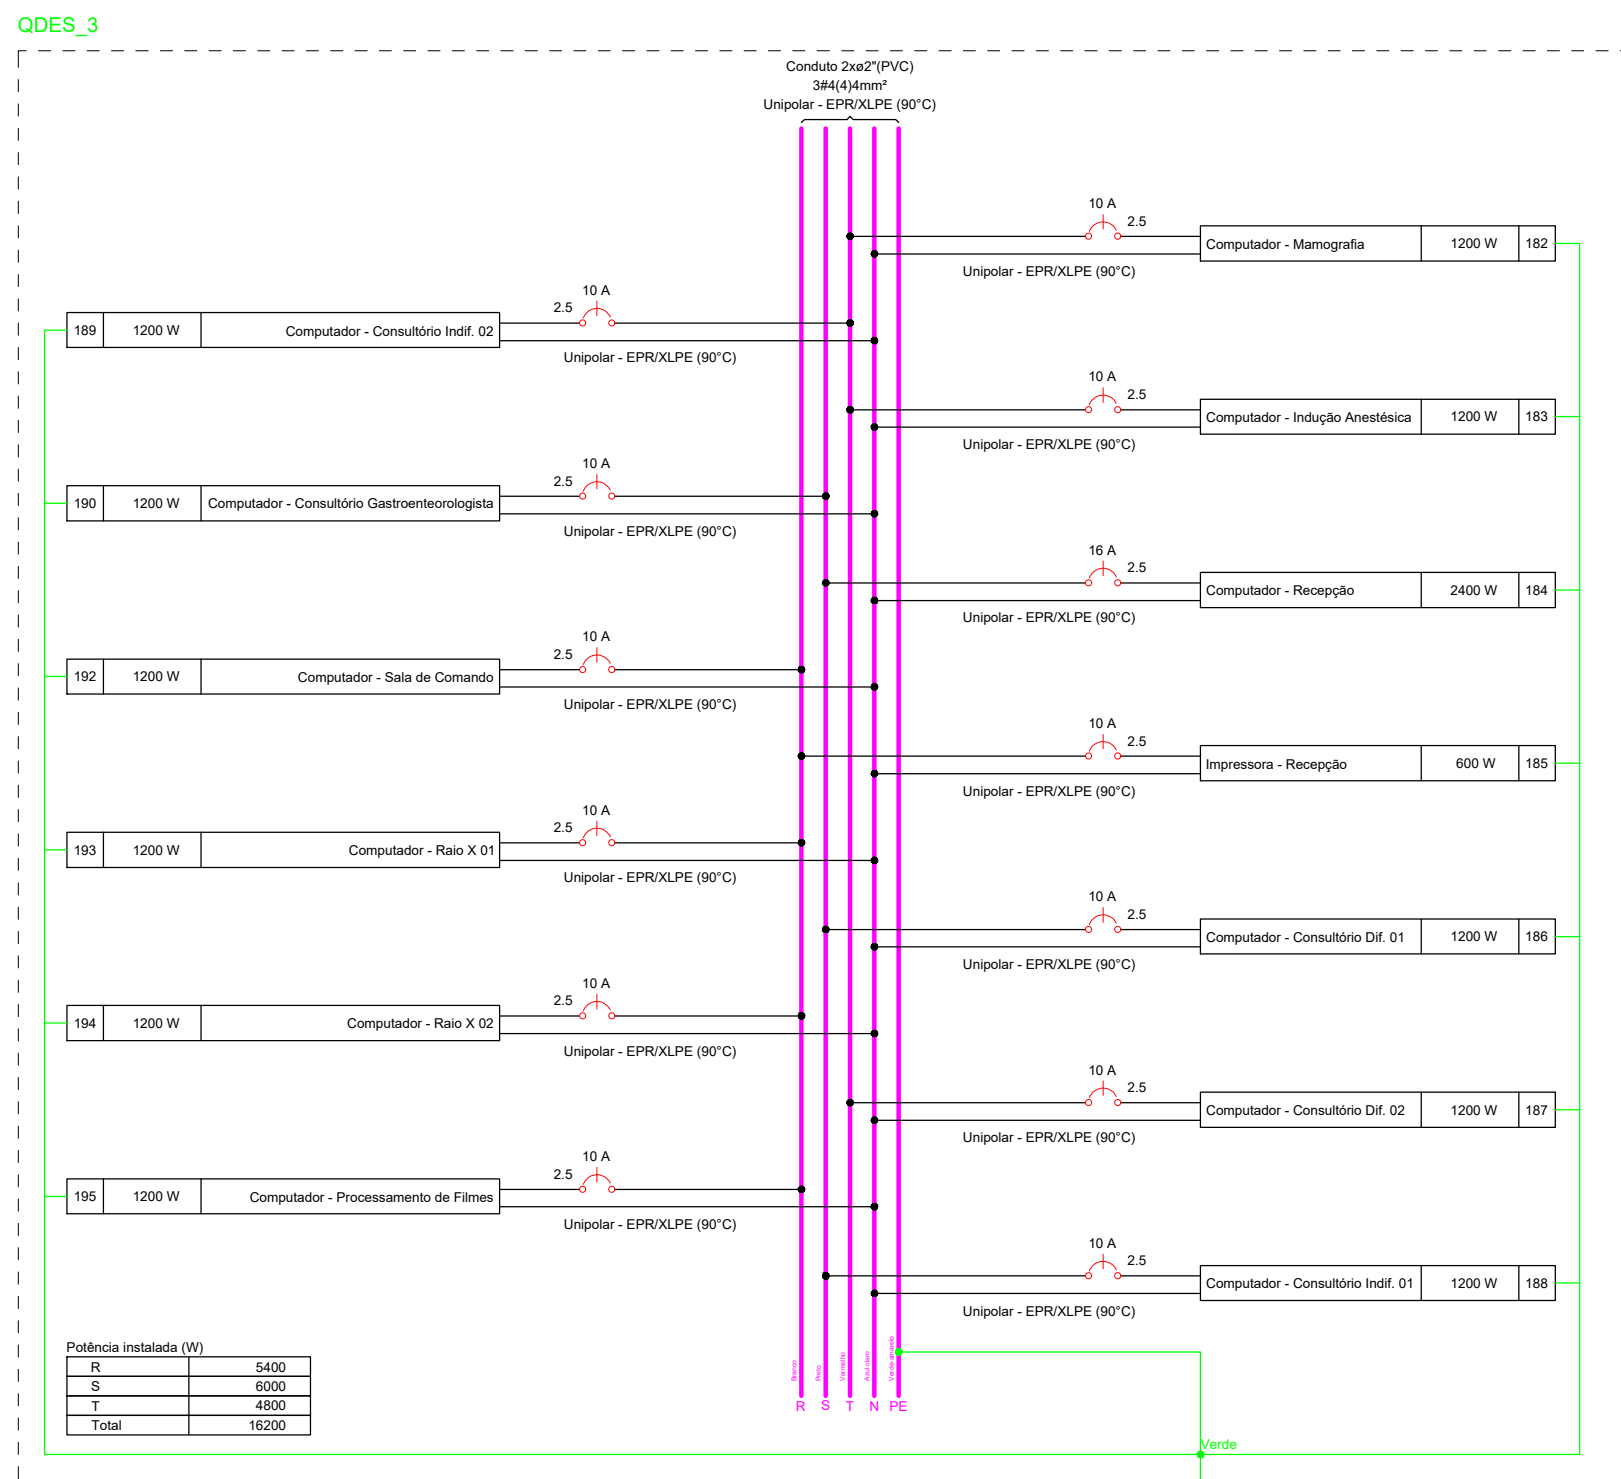 QDES_3
Conduto 2xø2"(PVC)
3#4(4)4mm²
Unipolar - EPR/XLPE (90°C)
10 A
2.5
Computador - Mamografia 1200 W 182
Unipolar - EPR/XLPE (90°C)
10 A
2.5
189 1200 W Computador - Consultório Indif. 02
Unipolar - EPR/XLPE (90°C)
10 A
2.5
Computador - Indução Anestésica 1200 W 183
Unipolar - EPR/XLPE (90°C)
10 A
2.5
190 1200 W Computador - Consultório Gastroenteorologista
Unipolar - EPR/XLPE (90°C)
16 A
2.5
Computador - Recepção 2400 W 184
Unipolar - EPR/XLPE (90°C)
10 A
2.5
192 1200 W Computador - Sala de Comando
Unipolar - EPR/XLPE (90°C)
10 A
2.5
Impressora - Recepção 600 W 185
Unipolar - EPR/XLPE (90°C)
10 A
2.5
193 1200 W Computador - Raio X 01
Unipolar - EPR/XLPE (90°C)
10 A
2.5
Computador - Consultório Dif. 01 1200 W 186
Unipolar - EPR/XLPE (90°C)
10 A
2.5
194 1200 W Computador - Raio X 02
Unipolar - EPR/XLPE (90°C)
10 A
2.5
Computador - Consultório Dif. 02 1200 W 187
Unipolar - EPR/XLPE (90°C)
10 A
2.5
195 1200 W Computador - Processamento de Filmes
Unipolar - EPR/XLPE (90°C)
10 A
2.5
Computador - Consultório Indif. 01 1200 W 188
Unipolar - EPR/XLPE (90°C)
Potência instalada (W)
R 5400
S 6000
T 4800
Total 16200
Branco
Preto
Vermelho
Azul claro
Verde-amarelo
R S T N PE
Verde